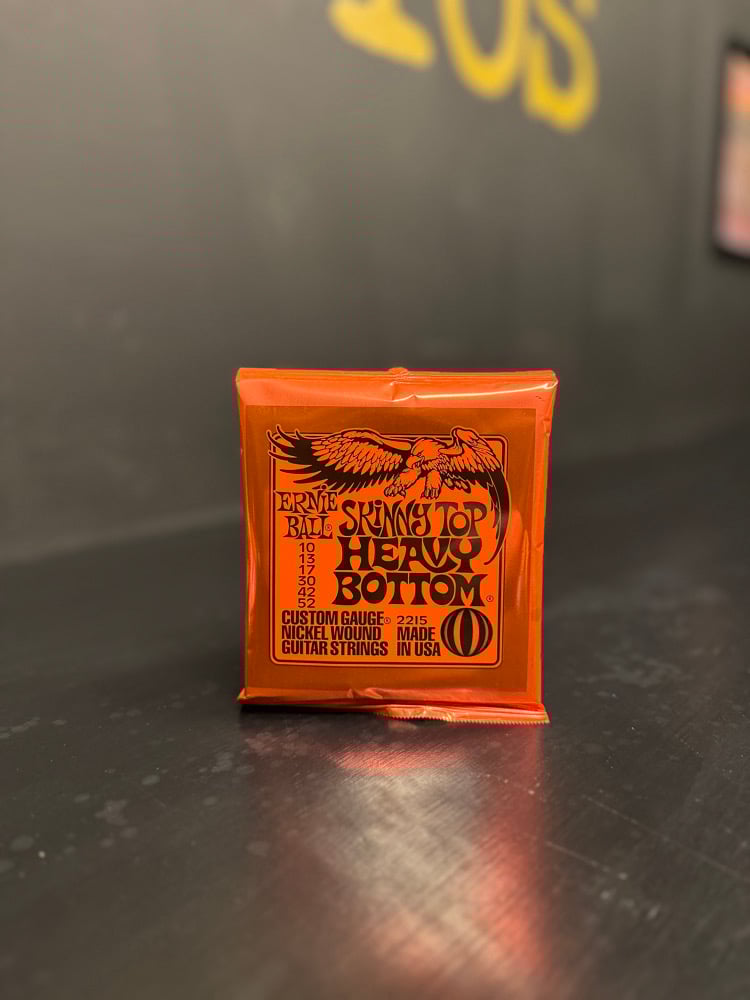 ERNIE
BALL®
SKINNY TOP
HEAVY
BOTTOM®
10
13
17
30
42
52
CUSTOM GAUGE®
NICKEL WOUND
GUITAR STRINGS
2215
MADE
IN USA